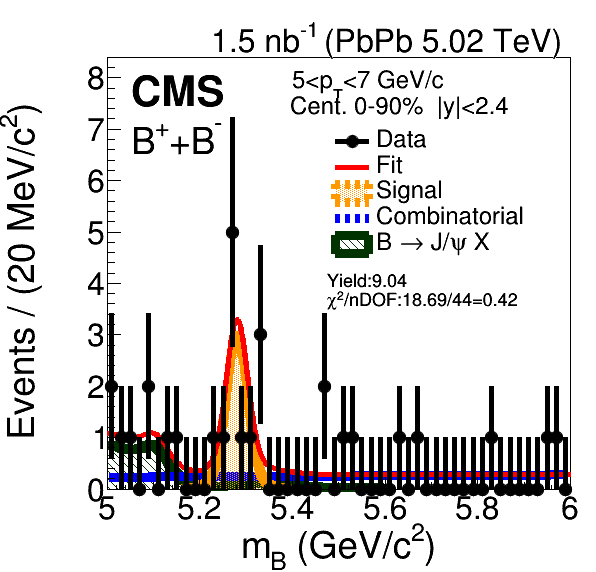 1.5 nb⁻¹ (PbPb 5.02 TeV)
CMS
B⁺+B⁻
5<p_T<7 GeV/c
Cent. 0-90% |y|<2.4
Data
Fit
Signal
Combinatorial
B → J/ψ X
Yield:9.04
χ²/nDOF:18.69/44=0.42
Events / (20 MeV/c²)
8
7
6
5
4
3
2
1
0
5 5.2 5.4 5.6 5.8 6
m_B (GeV/c²)